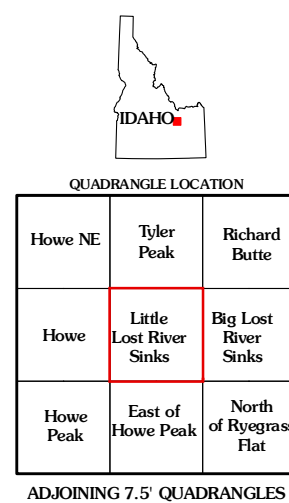 IDAHO
QUADRANGLE LOCATION
Howe NE
Tyler
Peak
Richard
Butte
Howe
Little
Lost River
Sinks
Big Lost
River
Sinks
Howe
Peak
East of
Howe Peak
North
of Ryegrass
Flat
ADJOINING 7.5' QUADRANGLES